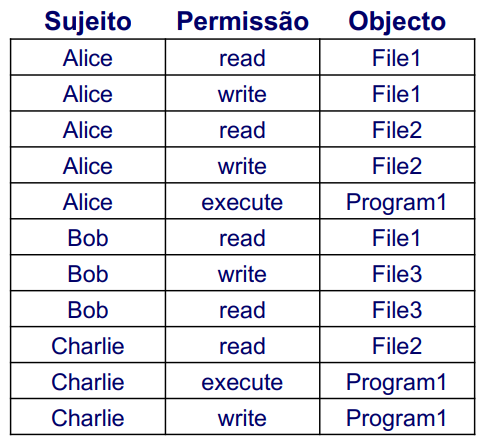 Sujeito Permissão Objecto
Alice read File1
Alice write File1
Alice read File2
Alice write File2
Alice execute Program1
Bob read File1
Bob write File3
Bob read File3
Charlie read File2
Charlie execute Program1
Charlie write Program1